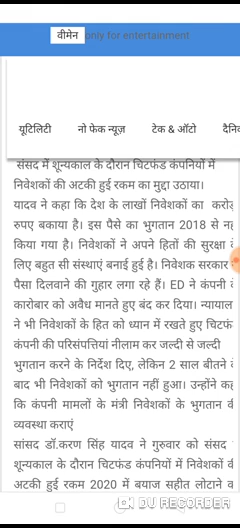 वीमेन only for entertainment
यूटिलिटी नो फेक न्यूज़ टेक & ऑटो
संसद में शून्यकाल के दौरान चिटफंड कंपनियों में
निवेशकों की अटकी हुई रकम का मुद्दा उठाया।
यादव ने कहा कि देश के लाखों निवेशकों का करोड़
रुपए बकाया है। इस पैसे का भुगतान 2018 से
किया गया है। निवेशकों ने अपने हितों की सुरक्षा
लिए बहुत सी संस्थाएं बनाई हुई है। निवेशक सरकार
पैसा दिलवाने की गुहार लगा रहे हैं। ED ने कंपनी
कारोबार को अवैध मानते हुए बंद कर दिया।
ने भी निवेशकों के हित को ध्यान में रखते हुए
कंपनी की परिसंपत्तियां नीलाम कर जल्दी से जल्दी
भुगतान करने के निर्देश दिए, लेकिन 2 साल बीतने
बाद भी निवेशकों को भुगतान नहीं हुआ। उन्होंने
कि कंपनी मामलों के मंत्री निवेशकों के भुगतान
व्यवस्था कराएं
सांसद डॉ.करण सिंह यादव ने गुरुवार को संसद
शून्यकाल के दौरान चिटफंड कंपनियों में निवेशकों
अटकी हुई रकम 2020 में बयाज सहीत लोटाने
DU RECORDER